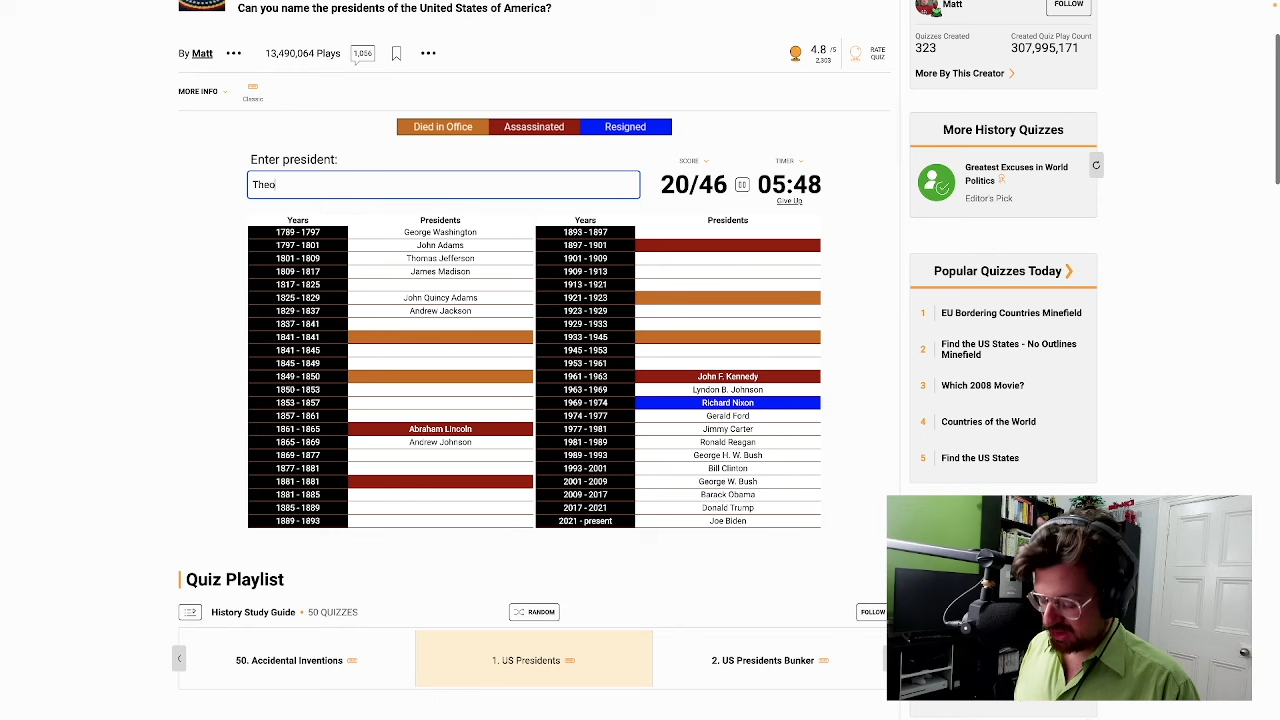 Can you name the presidents of the United States of America?
By Matt ••• 13,490,064 Plays 1,056 •••
4.8 /5
2,303
RATE
QUIZ
MORE INFO
Classic
Died in Office Assassinated Resigned
Enter president:
Theo
SCORE
20/46
TIMER
05:48
Give Up
Years Presidents Years Presidents
1789 - 1797 George Washington 1893 - 1897
1797 - 1801 John Adams 1897 - 1901
1801 - 1809 Thomas Jefferson 1901 - 1909
1809 - 1817 James Madison 1909 - 1913
1817 - 1825 1913 - 1921
1825 - 1829 John Quincy Adams 1921 - 1923
1829 - 1837 Andrew Jackson 1923 - 1929
1837 - 1841 1929 - 1933
1841 - 1841 1933 - 1945
1841 - 1845 1945 - 1953
1845 - 1849 1953 - 1961
1849 - 1850 1961 - 1963 John F. Kennedy
1850 - 1853 1963 - 1969 Lyndon B. Johnson
1853 - 1857 1969 - 1974 Richard Nixon
1857 - 1861 1974 - 1977 Gerald Ford
1861 - 1865 Abraham Lincoln 1977 - 1981 Jimmy Carter
1865 - 1869 Andrew Johnson 1981 - 1989 Ronald Reagan
1869 - 1877 1989 - 1993 George H. W. Bush
1877 - 1881 1993 - 2001 Bill Clinton
1881 - 1881 2001 - 2009 George W. Bush
1881 - 1885 2009 - 2017 Barack Obama
1885 - 1889 2017 - 2021 Donald Trump
1889 - 1893 2021 - present Joe Biden
Quiz Playlist
History Study Guide • 50 QUIZZES
RANDOM
FOLLOW
50. Accidental Inventions
1. US Presidents
2. US Presidents Bunker
Matt
FOLLOW
Quizzes Created
323
Created Quiz Play Count
307,995,171
More By This Creator
More History Quizzes
Greatest Excuses in World
Politics
Editor's Pick
Popular Quizzes Today
1 EU Bordering Countries Minefield
2 Find the US States - No Outlines
Minefield
3 Which 2008 Movie?
4 Countries of the World
5 Find the US States